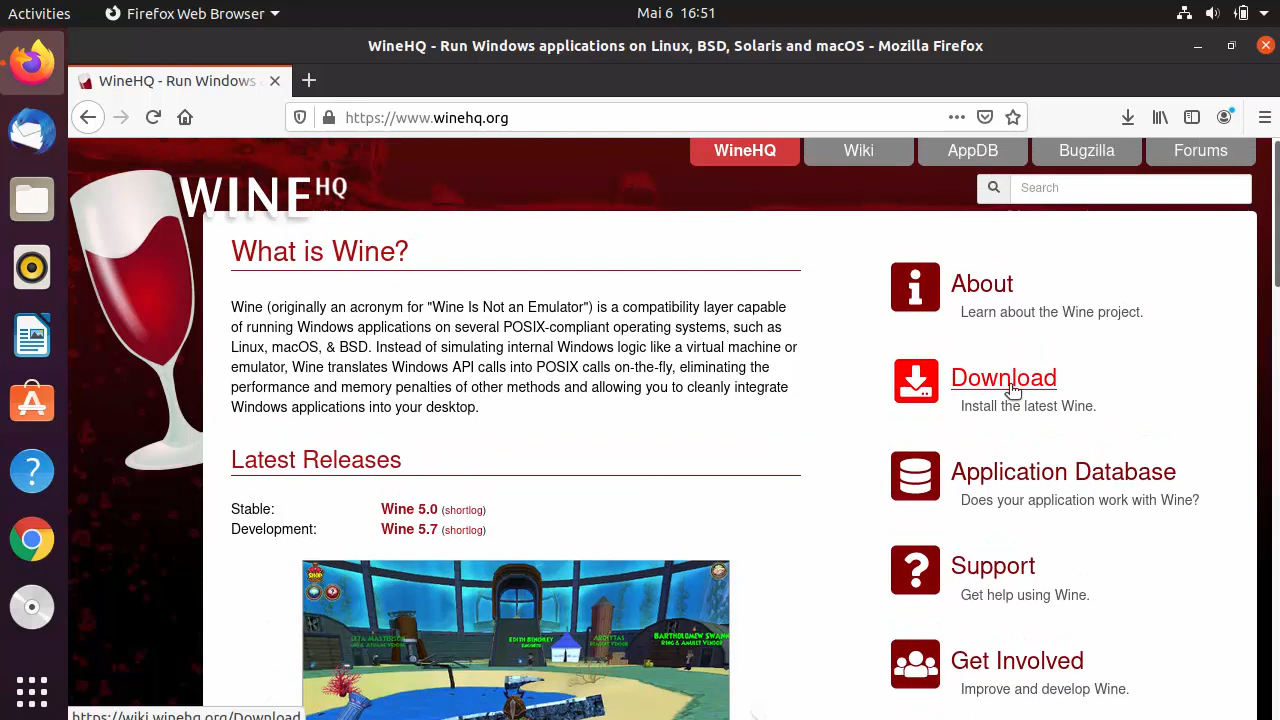 Activities
Firefox Web Browser
Mai 6 16:51
WineHQ - Run Windows applications on Linux, BSD, Solaris and macOS - Mozilla Firefox
WineHQ - Run Windows
https://www.winehq.org
WineHQ
Wiki
AppDB
Bugzilla
Forums
WINE HQ
Search
What is Wine?
Wine (originally an acronym for "Wine Is Not an Emulator") is a compatibility layer capable
of running Windows applications on several POSIX-compliant operating systems, such as
Linux, macOS, & BSD. Instead of simulating internal Windows logic like a virtual machine or
emulator, Wine translates Windows API calls into POSIX calls on-the-fly, eliminating the
performance and memory penalties of other methods and allowing you to cleanly integrate
Windows applications into your desktop.
Latest Releases
Stable: Wine 5.0 (shortlog)
Development: Wine 5.7 (shortlog)
SHOP
EDITH BENCHLEY
BARTHOLOMEW SWANK
About
Learn about the Wine project.
Download
Install the latest Wine.
Application Database
Does your application work with Wine?
Support
Get help using Wine.
Get Involved
Improve and develop Wine.
https://wiki.winehq.org/Download